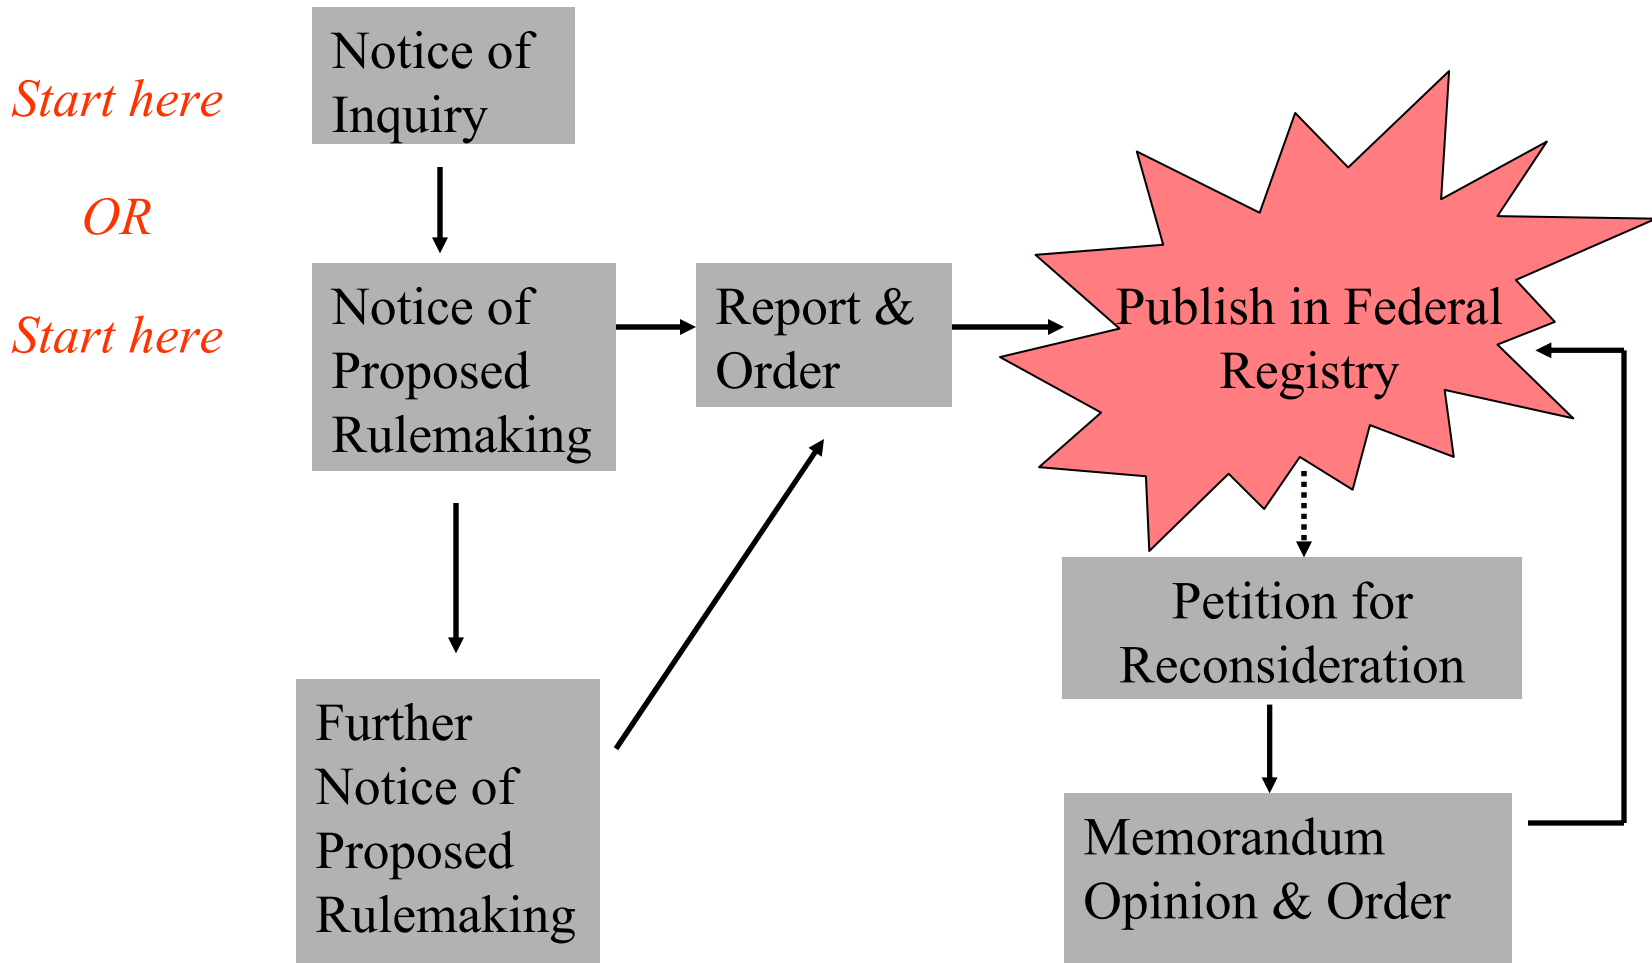 Start here
OR
Start here
Notice of
Inquiry
Notice of
Proposed
Rulemaking
Further
Notice of
Proposed
Rulemaking
Report &
Order
Publish in Federal
Registry
Petition for
Reconsideration
Memorandum
Opinion & Order